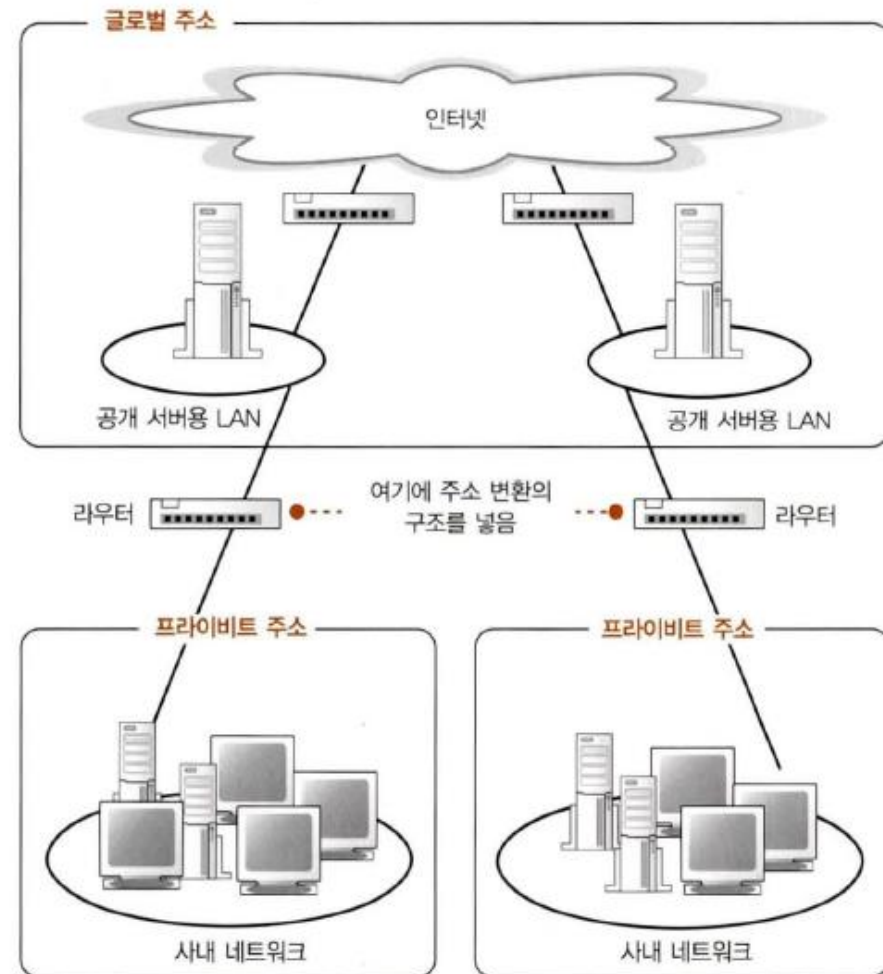 글로벌 주소
인터넷
공개 서버용 LAN
공개 서버용 LAN
라우터
여기에 주소 변환의
구조를 넣음
라우터
프라이비트 주소
프라이비트 주소
사내 네트워크
사내 네트워크